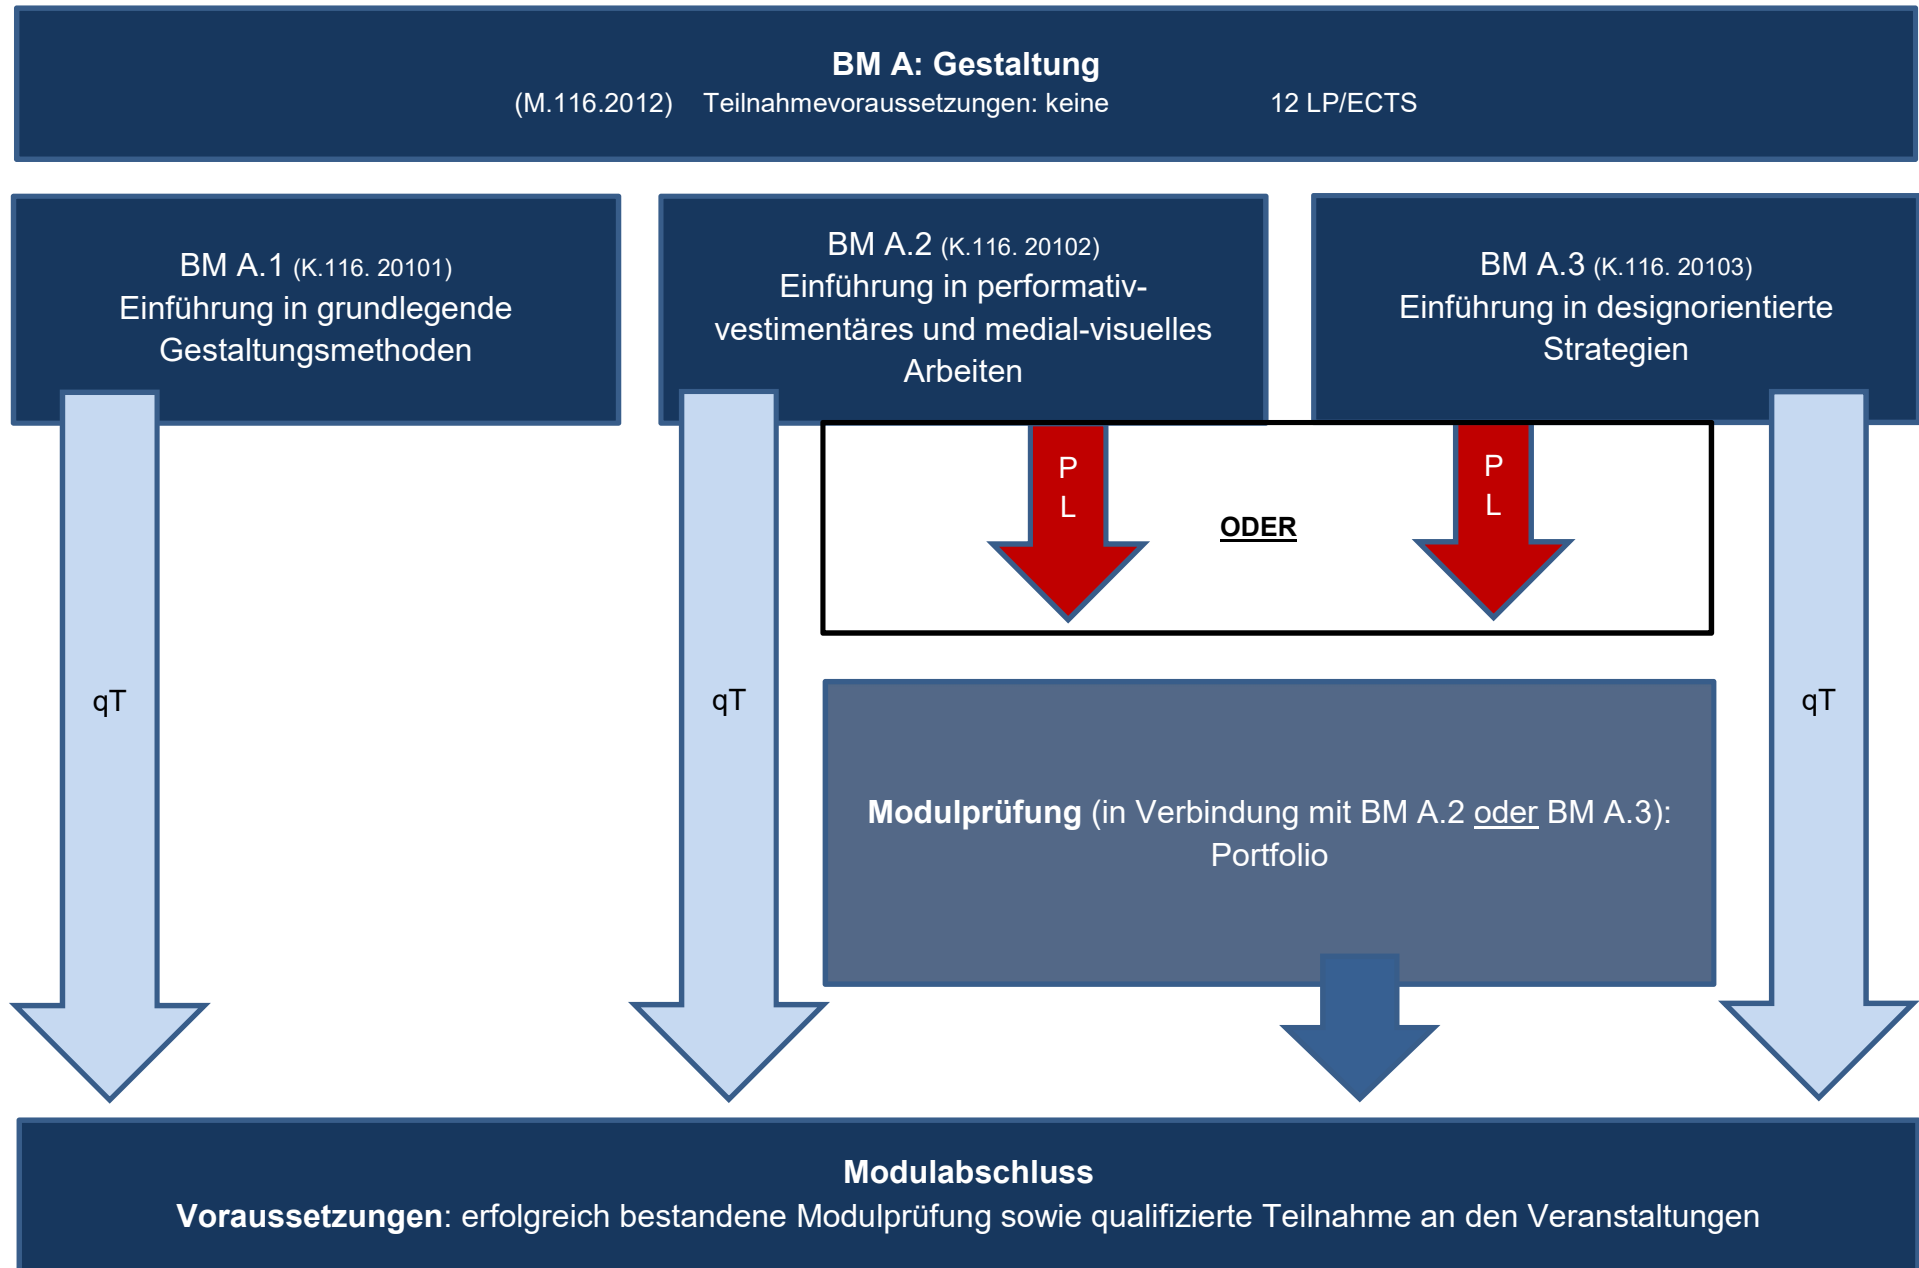 BM A: Gestaltung
(M.116.2012) Teilnahmevoraussetzungen: keine 12 LP/ECTS
BM A.1 (K.116. 20101)
Einführung in grundlegende
Gestaltungsmethoden
BM A.2 (K.116. 20102)
Einführung in performativ-
vestimentäres und medial-visuelles
Arbeiten
BM A.3 (K.116. 20103)
Einführung in designorientierte
Strategien
P
L
ODER
P
L
qT
qT
qT
Modulprüfung (in Verbindung mit BM A.2 oder BM A.3):
Portfolio
Modulabschluss
Voraussetzungen: erfolgreich bestandene Modulprüfung sowie qualifizierte Teilnahme an den Veranstaltungen